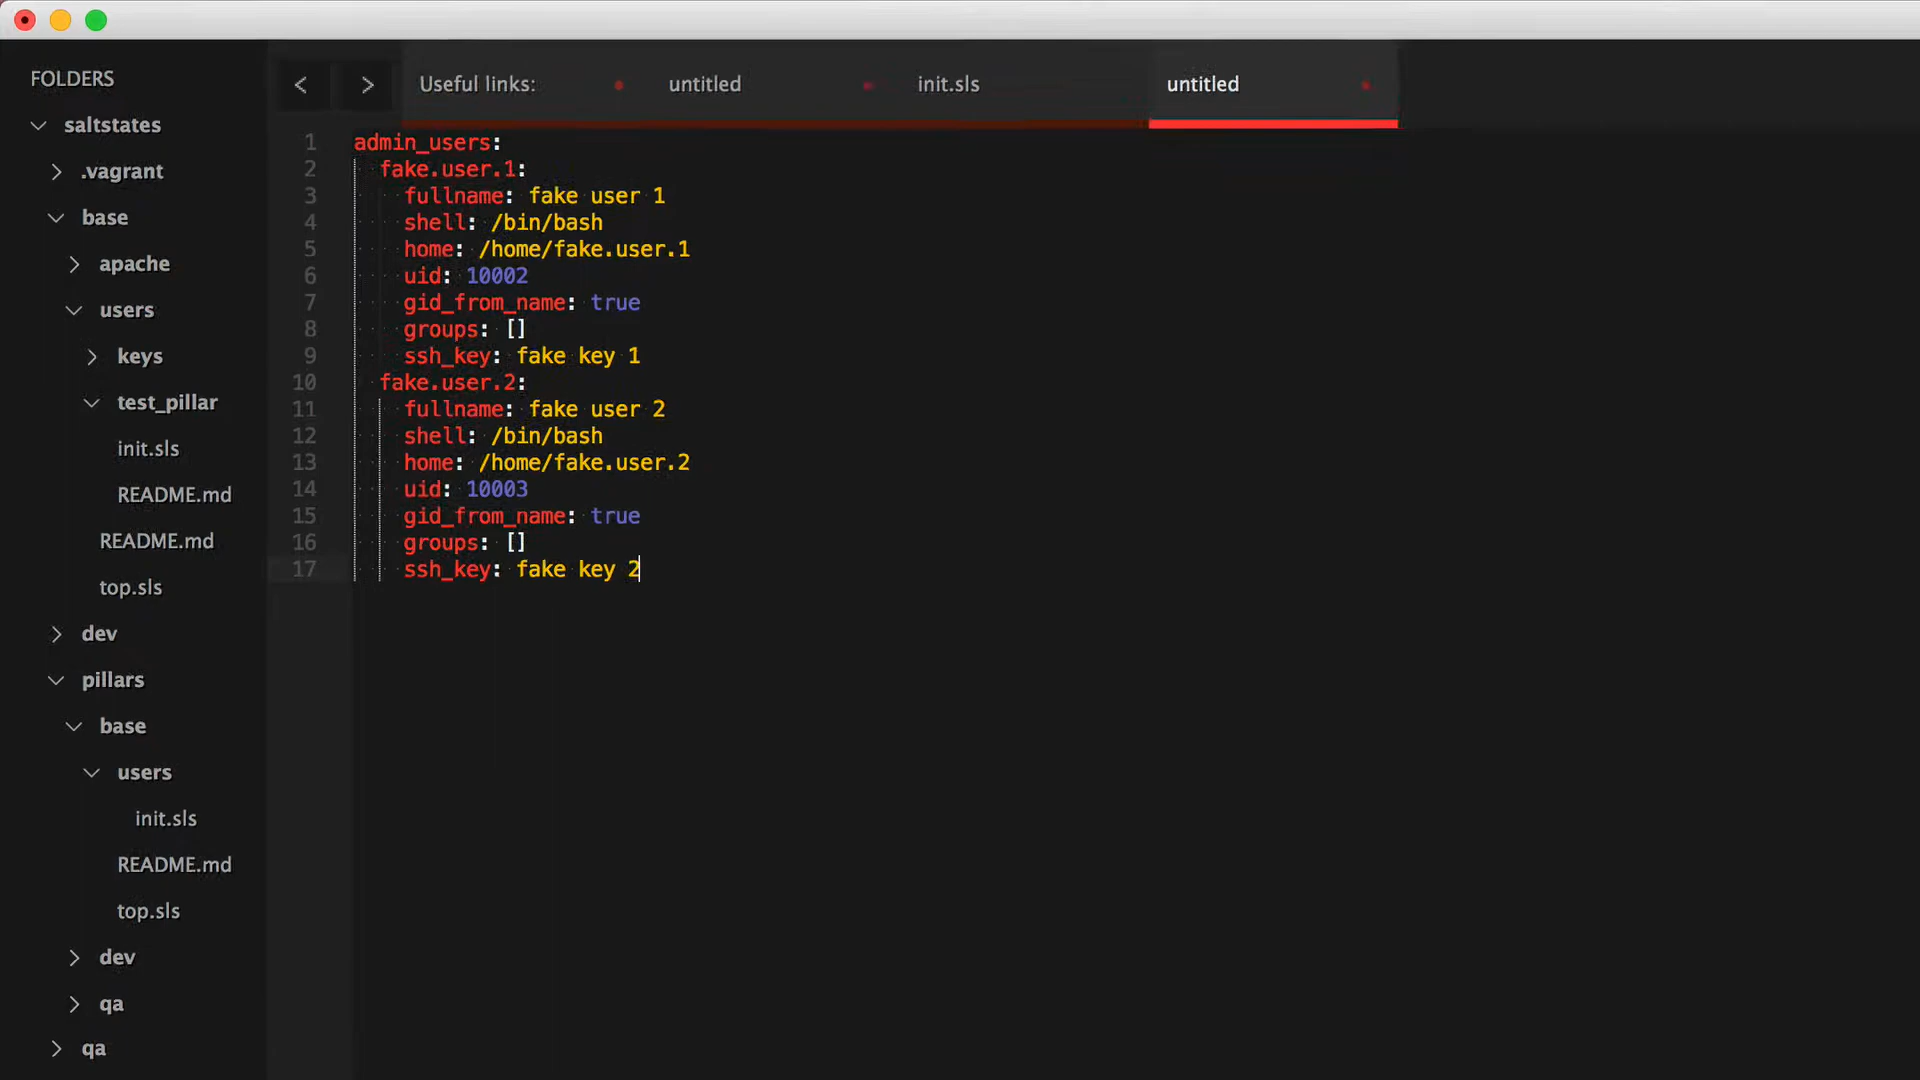 FOLDERS
saltstates
.vagrant
base
apache
users
keys
test_pillar
init.sls
README.md
README.md
top.sls
dev
pillars
base
users
init.sls
README.md
top.sls
dev
qa
qa
< > Useful links: untitled init.sls untitled
1 admin_users:
2 fake.user.1:
3 fullname: fake user 1
4 shell: /bin/bash
5 home: /home/fake.user.1
6 uid: 10002
7 gid_from_name: true
8 groups: []
9 ssh_key: fake key 1
10 fake.user.2:
11 fullname: fake user 2
12 shell: /bin/bash
13 home: /home/fake.user.2
14 uid: 10003
15 gid_from_name: true
16 groups: []
17 ssh_key: fake key 2